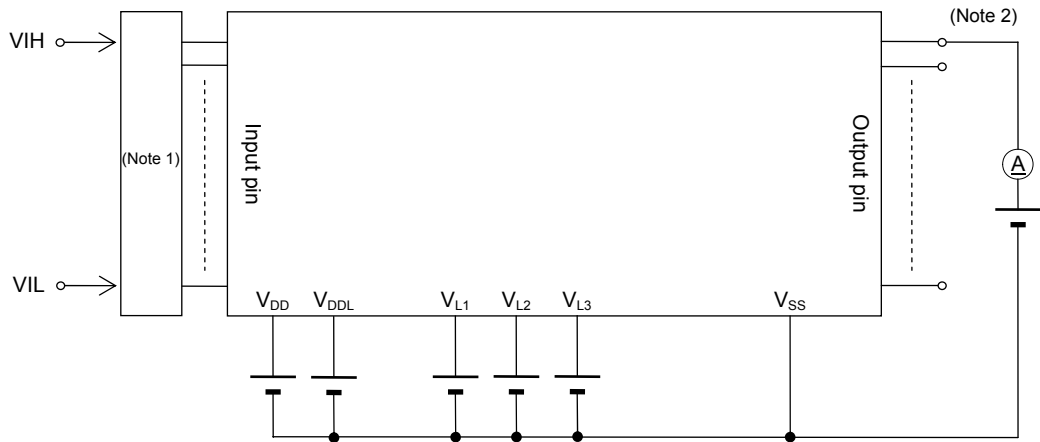 (Note 2)
VIH
(Note 1)
Input pin
Output pin
A
VIL
VDD
VDDL
VL1
VL2
VL3
VSS